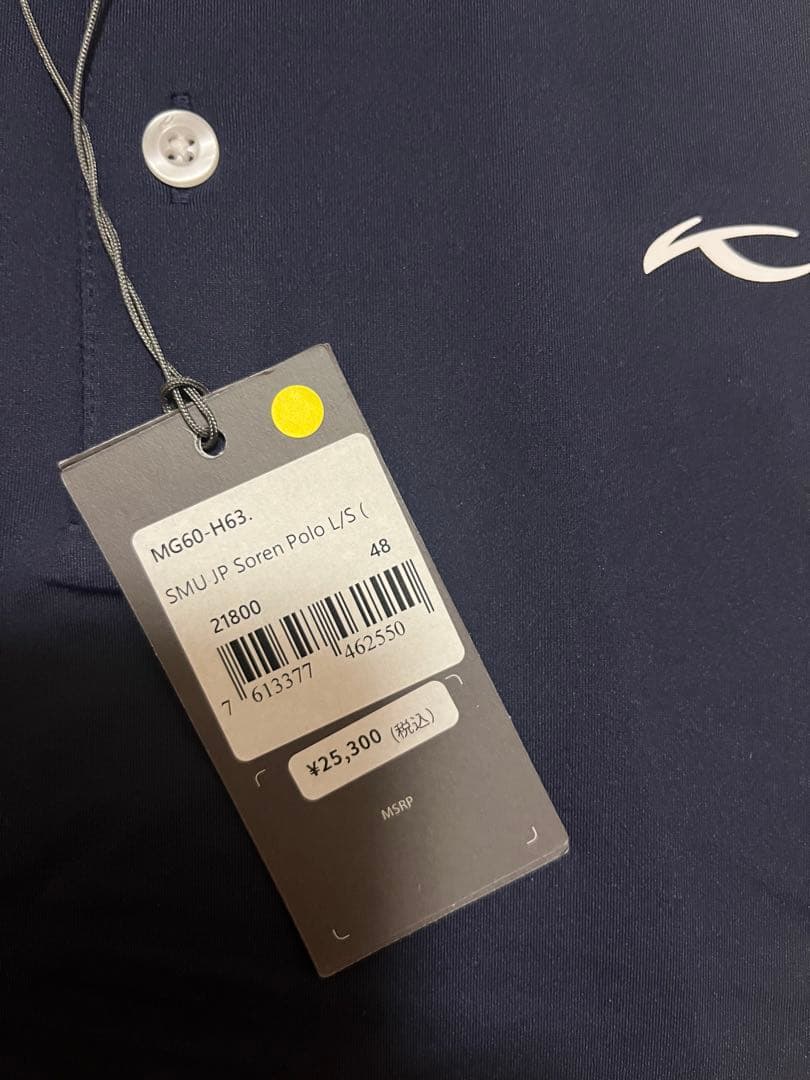 MG60-H63.
SMU JP Soren Polo L/S (
48
21800
7 613377 462550
¥25,300 (税込)
MSRP